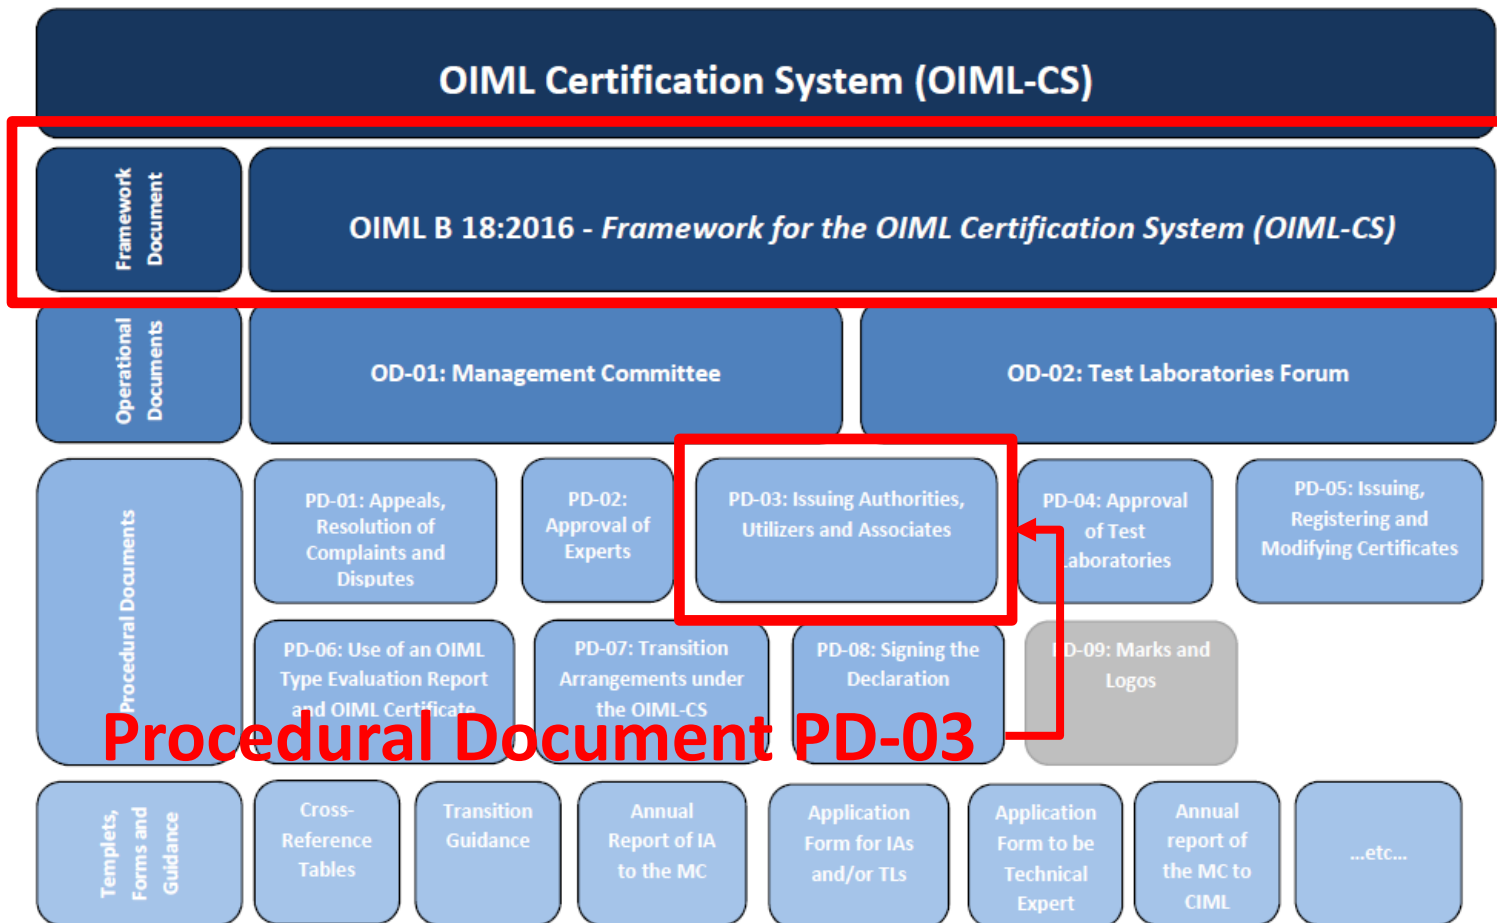 OIML Certification System (OIML-CS)
Framework
Document
OIML B 18:2016 - Framework for the OIML Certification System (OIML-CS)
Operational
Documents
OD-01: Management Committee
OD-02: Test Laboratories Forum
Procedural Documents
PD-01: Appeals,
Resolution of
Complaints and
Disputes
PD-02:
Approval of
Experts
PD-03: Issuing Authorities,
Utilizers and Associates
PD-04: Approval
of Test
Laboratories
PD-05: Issuing,
Registering and
Modifying Certificates
PD-06: Use of an OIML
Type Evaluation Report
and OIML Certificate
PD-07: Transition
Arrangements under
the OIML-CS
PD-08: Signing the
Declaration
PD-09: Marks and
Logos
Procedural Document PD-03
Templets,
Forms and
Guidance
Cross-
Reference
Tables
Transition
Guidance
Annual
Report of IA
to the MC
Application
Form for IAs
and/or TLs
Application
Form to be
Technical
Expert
Annual
report of
the MC to
CIML
...etc...